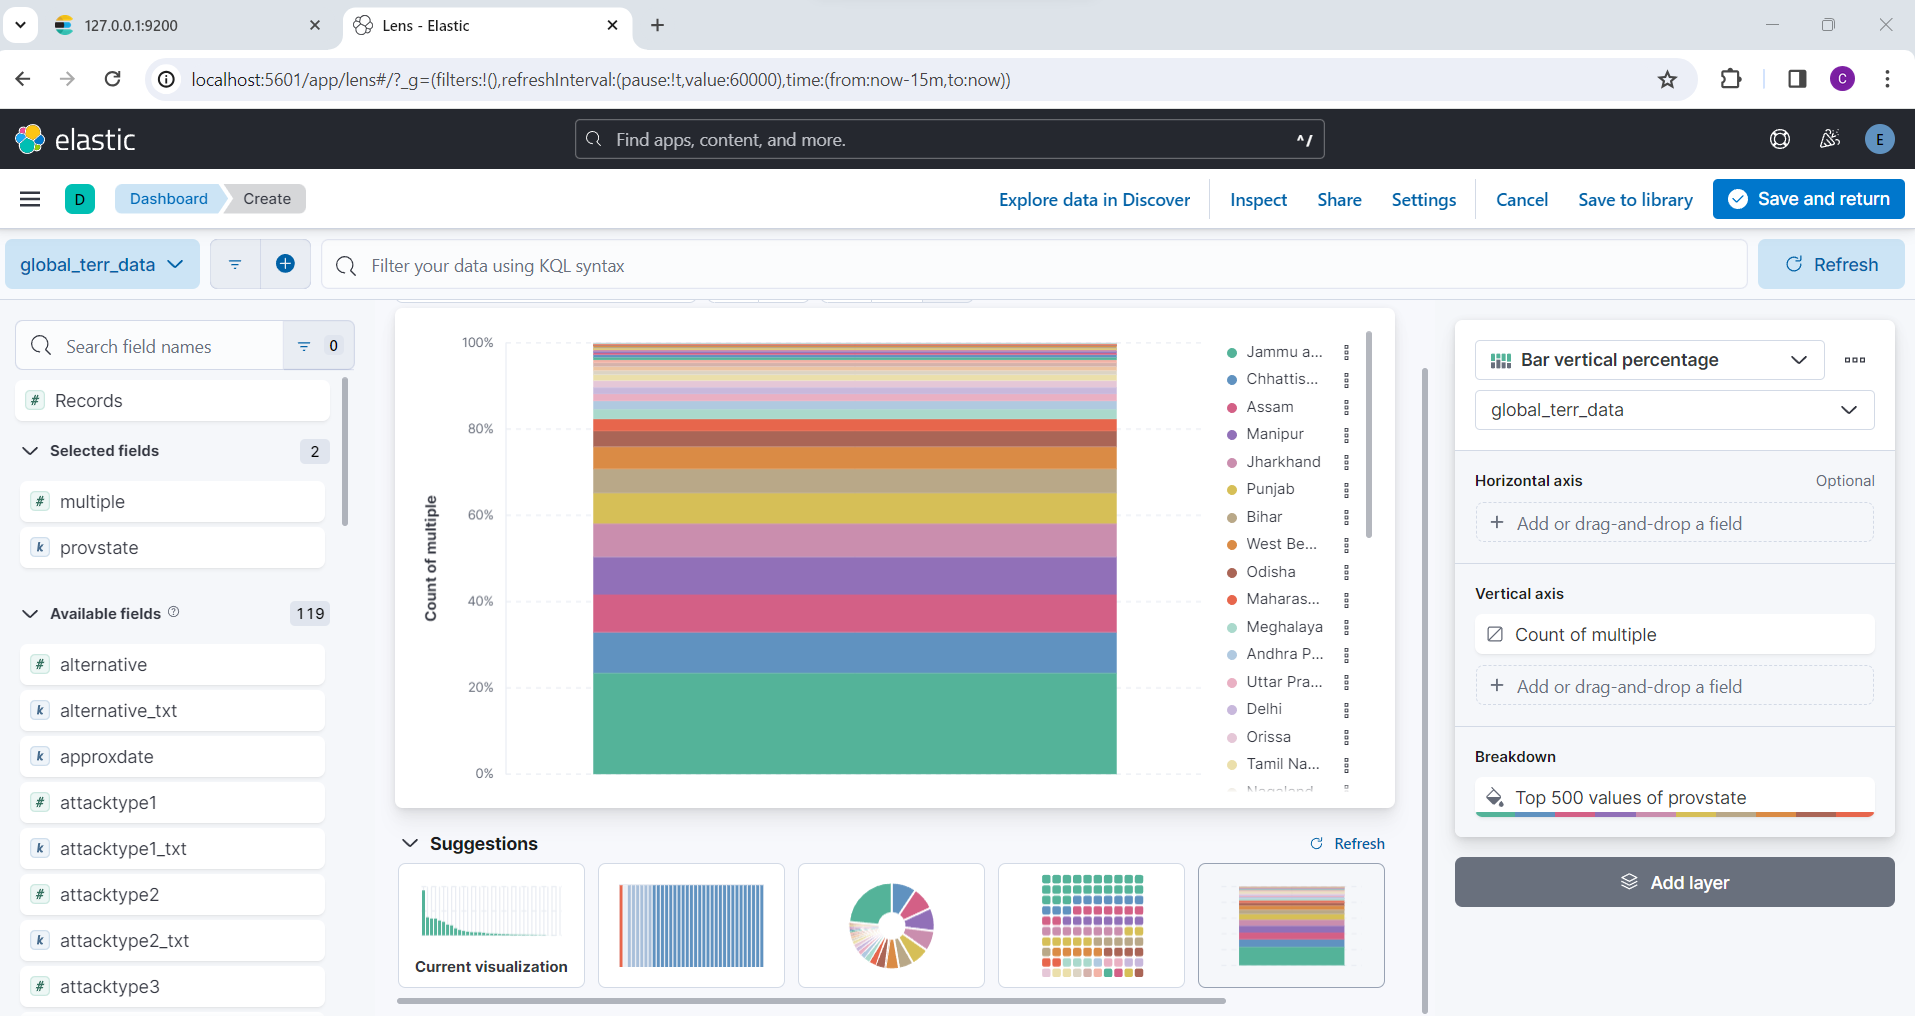 127.0.0.1:9200
Lens - Elastic
localhost:5601/app/lens#/?_g=(filters:!(),refreshInterval:(pause:!t,value:60000),time:(from:now-15m,to:now))
C
elastic
Find apps, content, and more.
^/
E
D
Dashboard
Create
Explore data in Discover
Inspect
Share
Settings
Cancel
Save to library
Save and return
global_terr_data
Filter your data using KQL syntax
Refresh
Search field names
0
# Records
Selected fields
2
# multiple
k provstate
Available fields
119
# alternative
k alternative_txt
k approxdate
# attacktype1
k attacktype1_txt
# attacktype2
k attacktype2_txt
# attacktype3
Count of multiple
100%
80%
60%
40%
20%
0%
Jammu a...
Chhattis...
Assam
Manipur
Jharkhand
Punjab
Bihar
West Be...
Odisha
Maharas...
Meghalaya
Andhra P...
Uttar Pra...
Delhi
Orissa
Tamil Na...
Nagaland
Suggestions
Refresh
Current visualization
Bar vertical percentage
global_terr_data
Horizontal axis
Optional
Add or drag-and-drop a field
Vertical axis
Count of multiple
Add or drag-and-drop a field
Breakdown
Top 500 values of provstate
Add layer